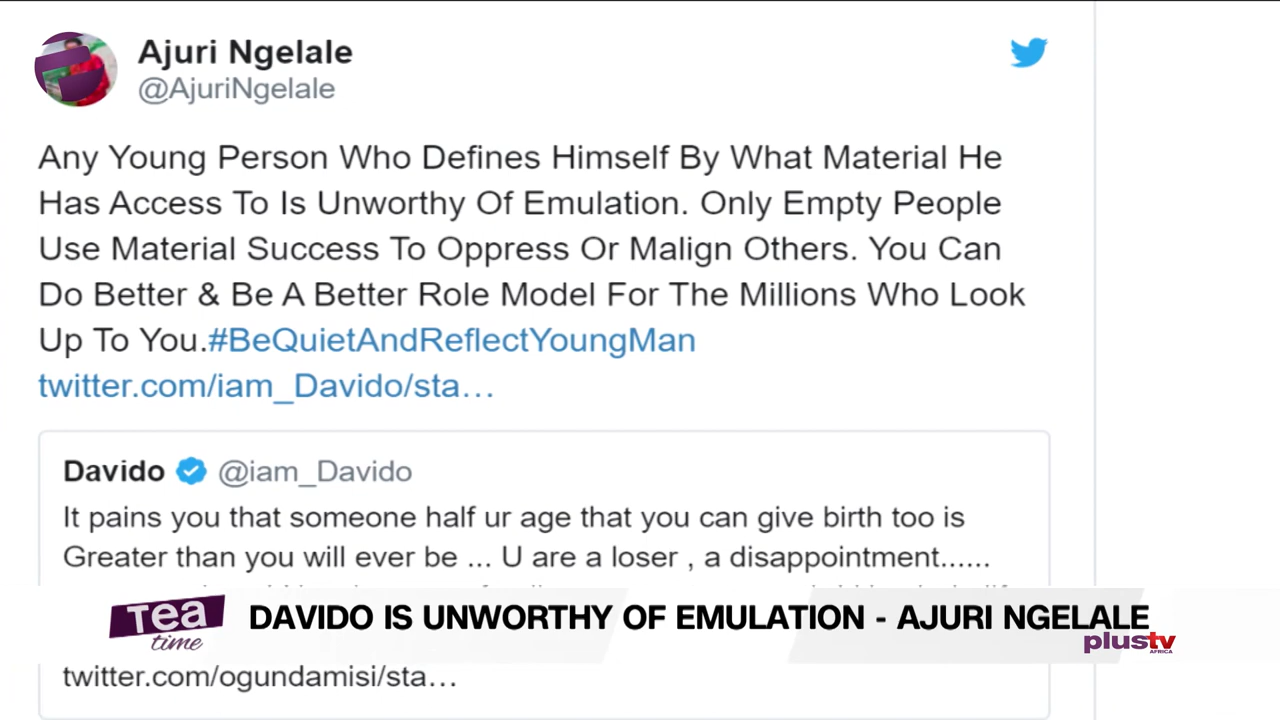 Ajuri Ngelale
@AjuriNgelale
Any Young Person Who Defines Himself By What Material He
Has Access To Is Unworthy Of Emulation. Only Empty People
Use Material Success To Oppress Or Malign Others. You Can
Do Better & Be A Better Role Model For The Millions Who Look
Up To You.#BeQuietAndReflectYoungMan
twitter.com/iam_Davido/sta…
Davido @iam_Davido
It pains you that someone half ur age that you can give birth too is
Greater than you will ever be ... U are a loser , a disappointment......
Tea time
DAVIDO IS UNWORTHY OF EMULATION - AJURI NGELALE
plustv
AFRICA
twitter.com/ogundamisi/sta…